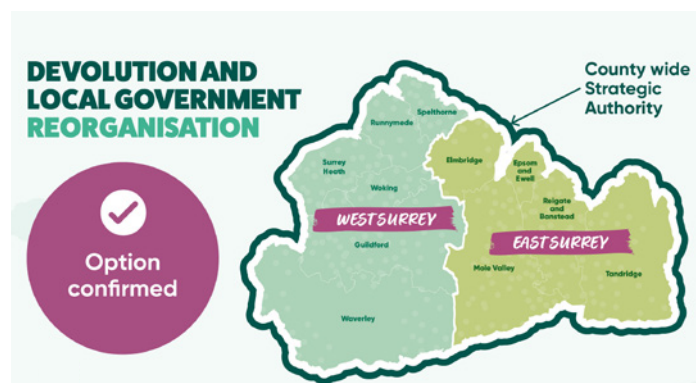 DEVOLUTION AND
LOCAL GOVERNMENT
REORGANISATION
Option
confirmed
County wide
Strategic
Authority
Spelthorne
Runnymede
Elmbridge
Epsom
and
Ewell
Surrey
Heath
Woking
Reigate
and
Banstead
WEST SURREY
EAST SURREY
Guildford
Mole Valley
Tandridge
Waverley